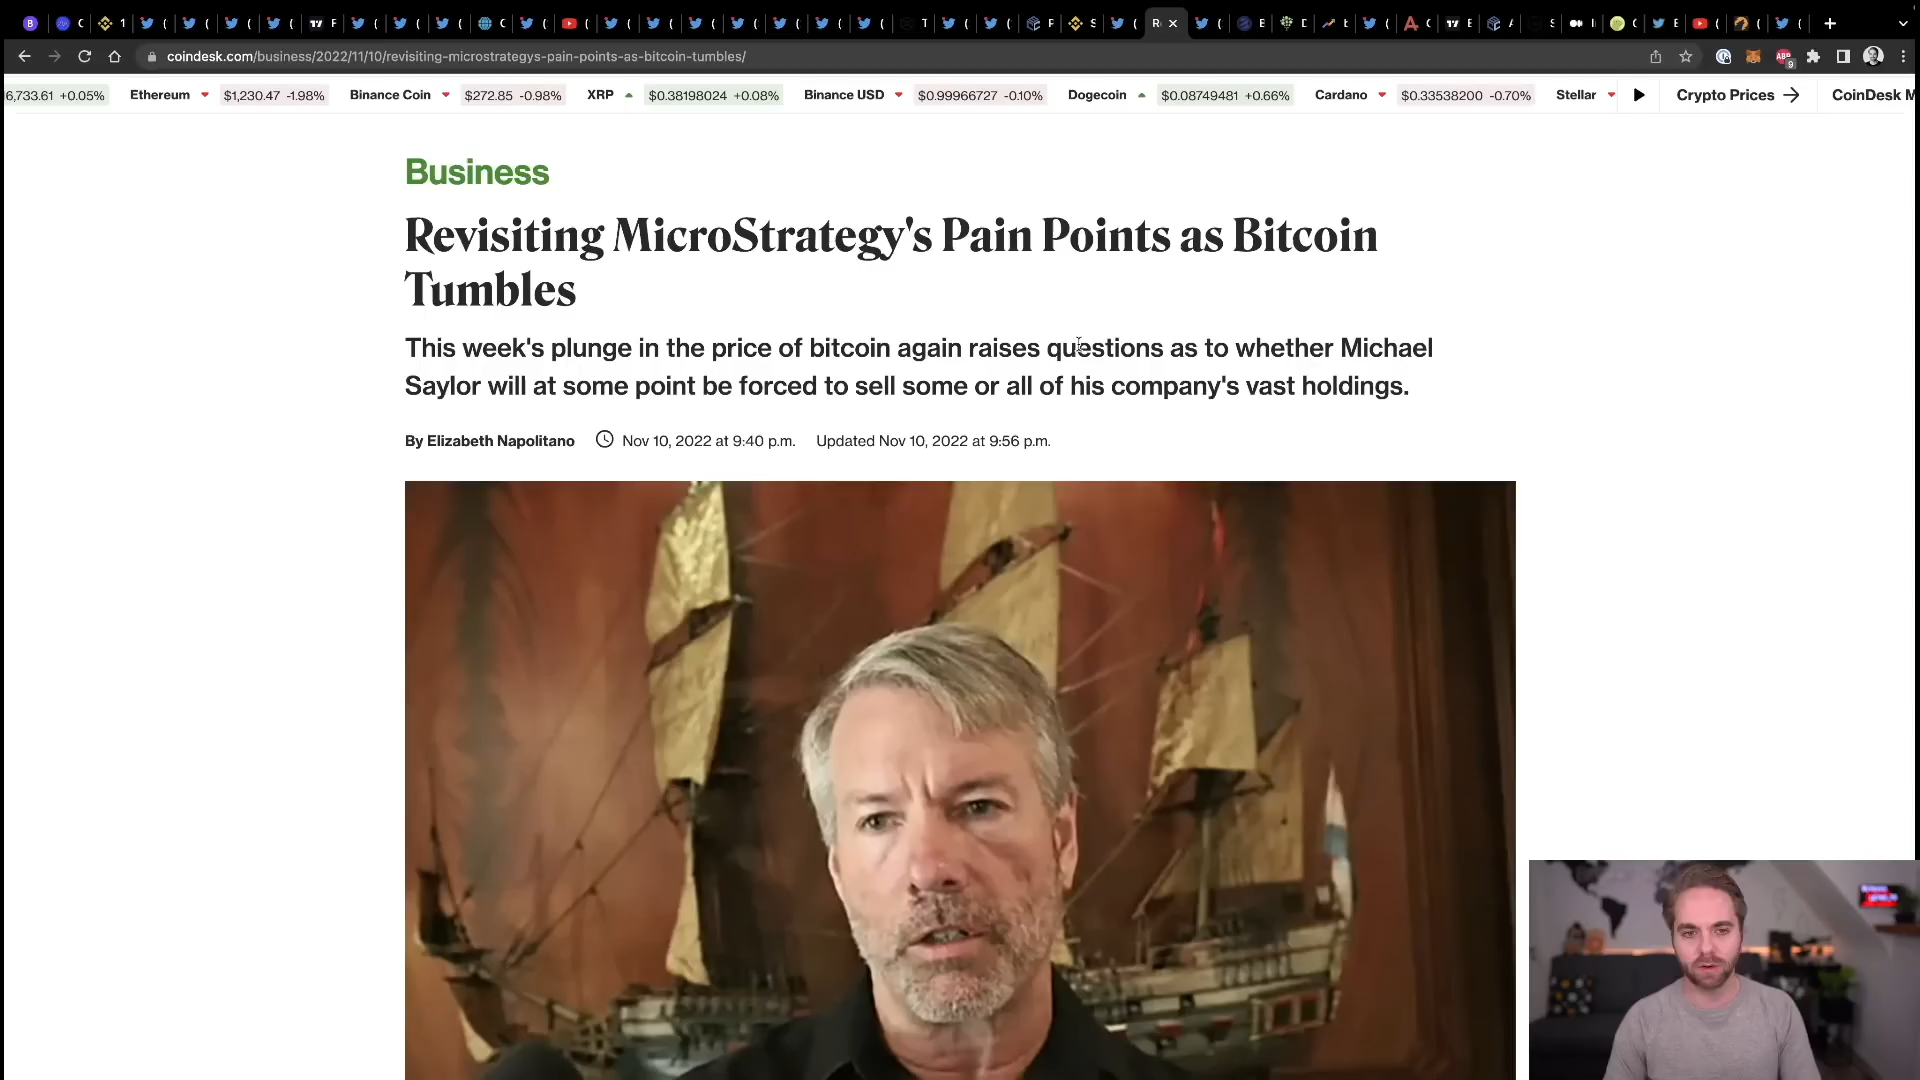 coindesk.com/business/2022/11/10/revisiting-microstrategys-pain-points-as-bitcoin-tumbles/
6,733.61 +0.05% Ethereum $1,230.47 -1.98% Binance Coin $272.85 -0.98% XRP $0.38198024 +0.08% Binance USD $0.99966727 -0.10% Dogecoin $0.08749481 +0.66% Cardano $0.33538200 -0.70% Stellar Crypto Prices CoinDesk M
Business
Revisiting MicroStrategy's Pain Points as Bitcoin
Tumbles
This week's plunge in the price of bitcoin again raises questions as to whether Michael
Saylor will at some point be forced to sell some or all of his company's vast holdings.
By Elizabeth Napolitano Nov 10, 2022 at 9:40 p.m. Updated Nov 10, 2022 at 9:56 p.m.